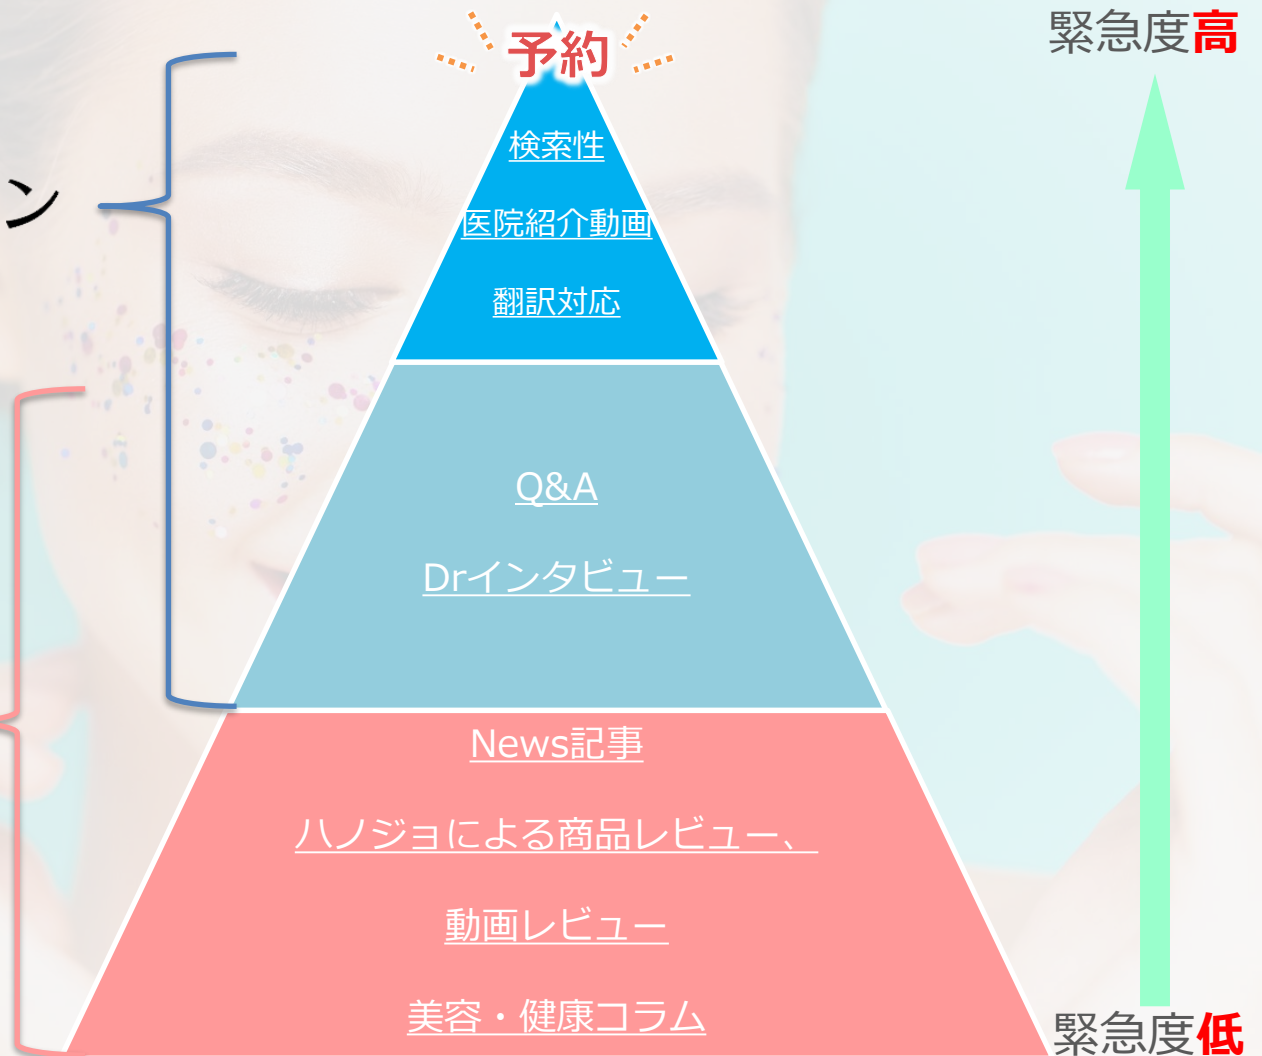 緊急度高
予約
検索性
ン
医院紹介動画
翻訳対応
Q&A
Drインタビュー
News記事
ハノジョによる商品レビュー、
動画レビュー
美容・健康コラム
緊急度低